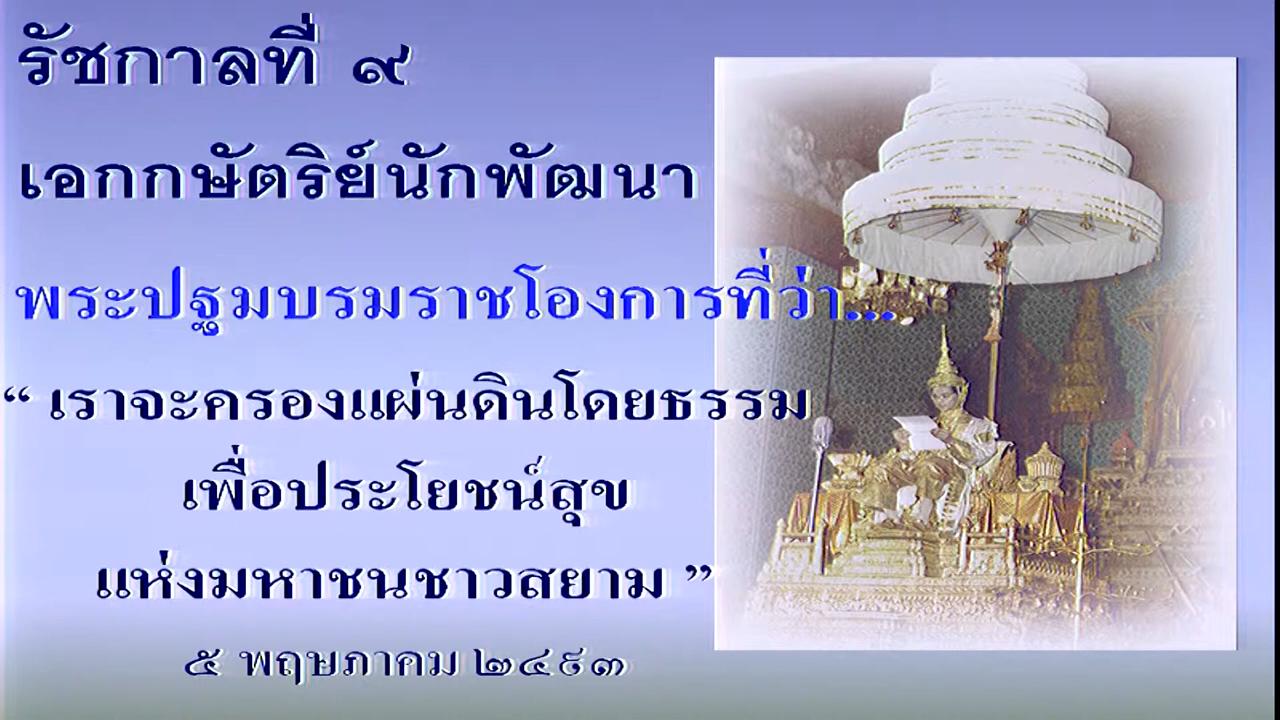 รัชกาลที่ ๙
เอกกษัตริย์นักพัฒนา
พระปฐมบรมราชโองการที่ว่า...
“ เราจะครองแผ่นดินโดยธรรม
เพื่อประโยชน์สุข
แห่งมหาชนชาวสยาม ”
๕ พฤษภาคม ๒๔๙๓